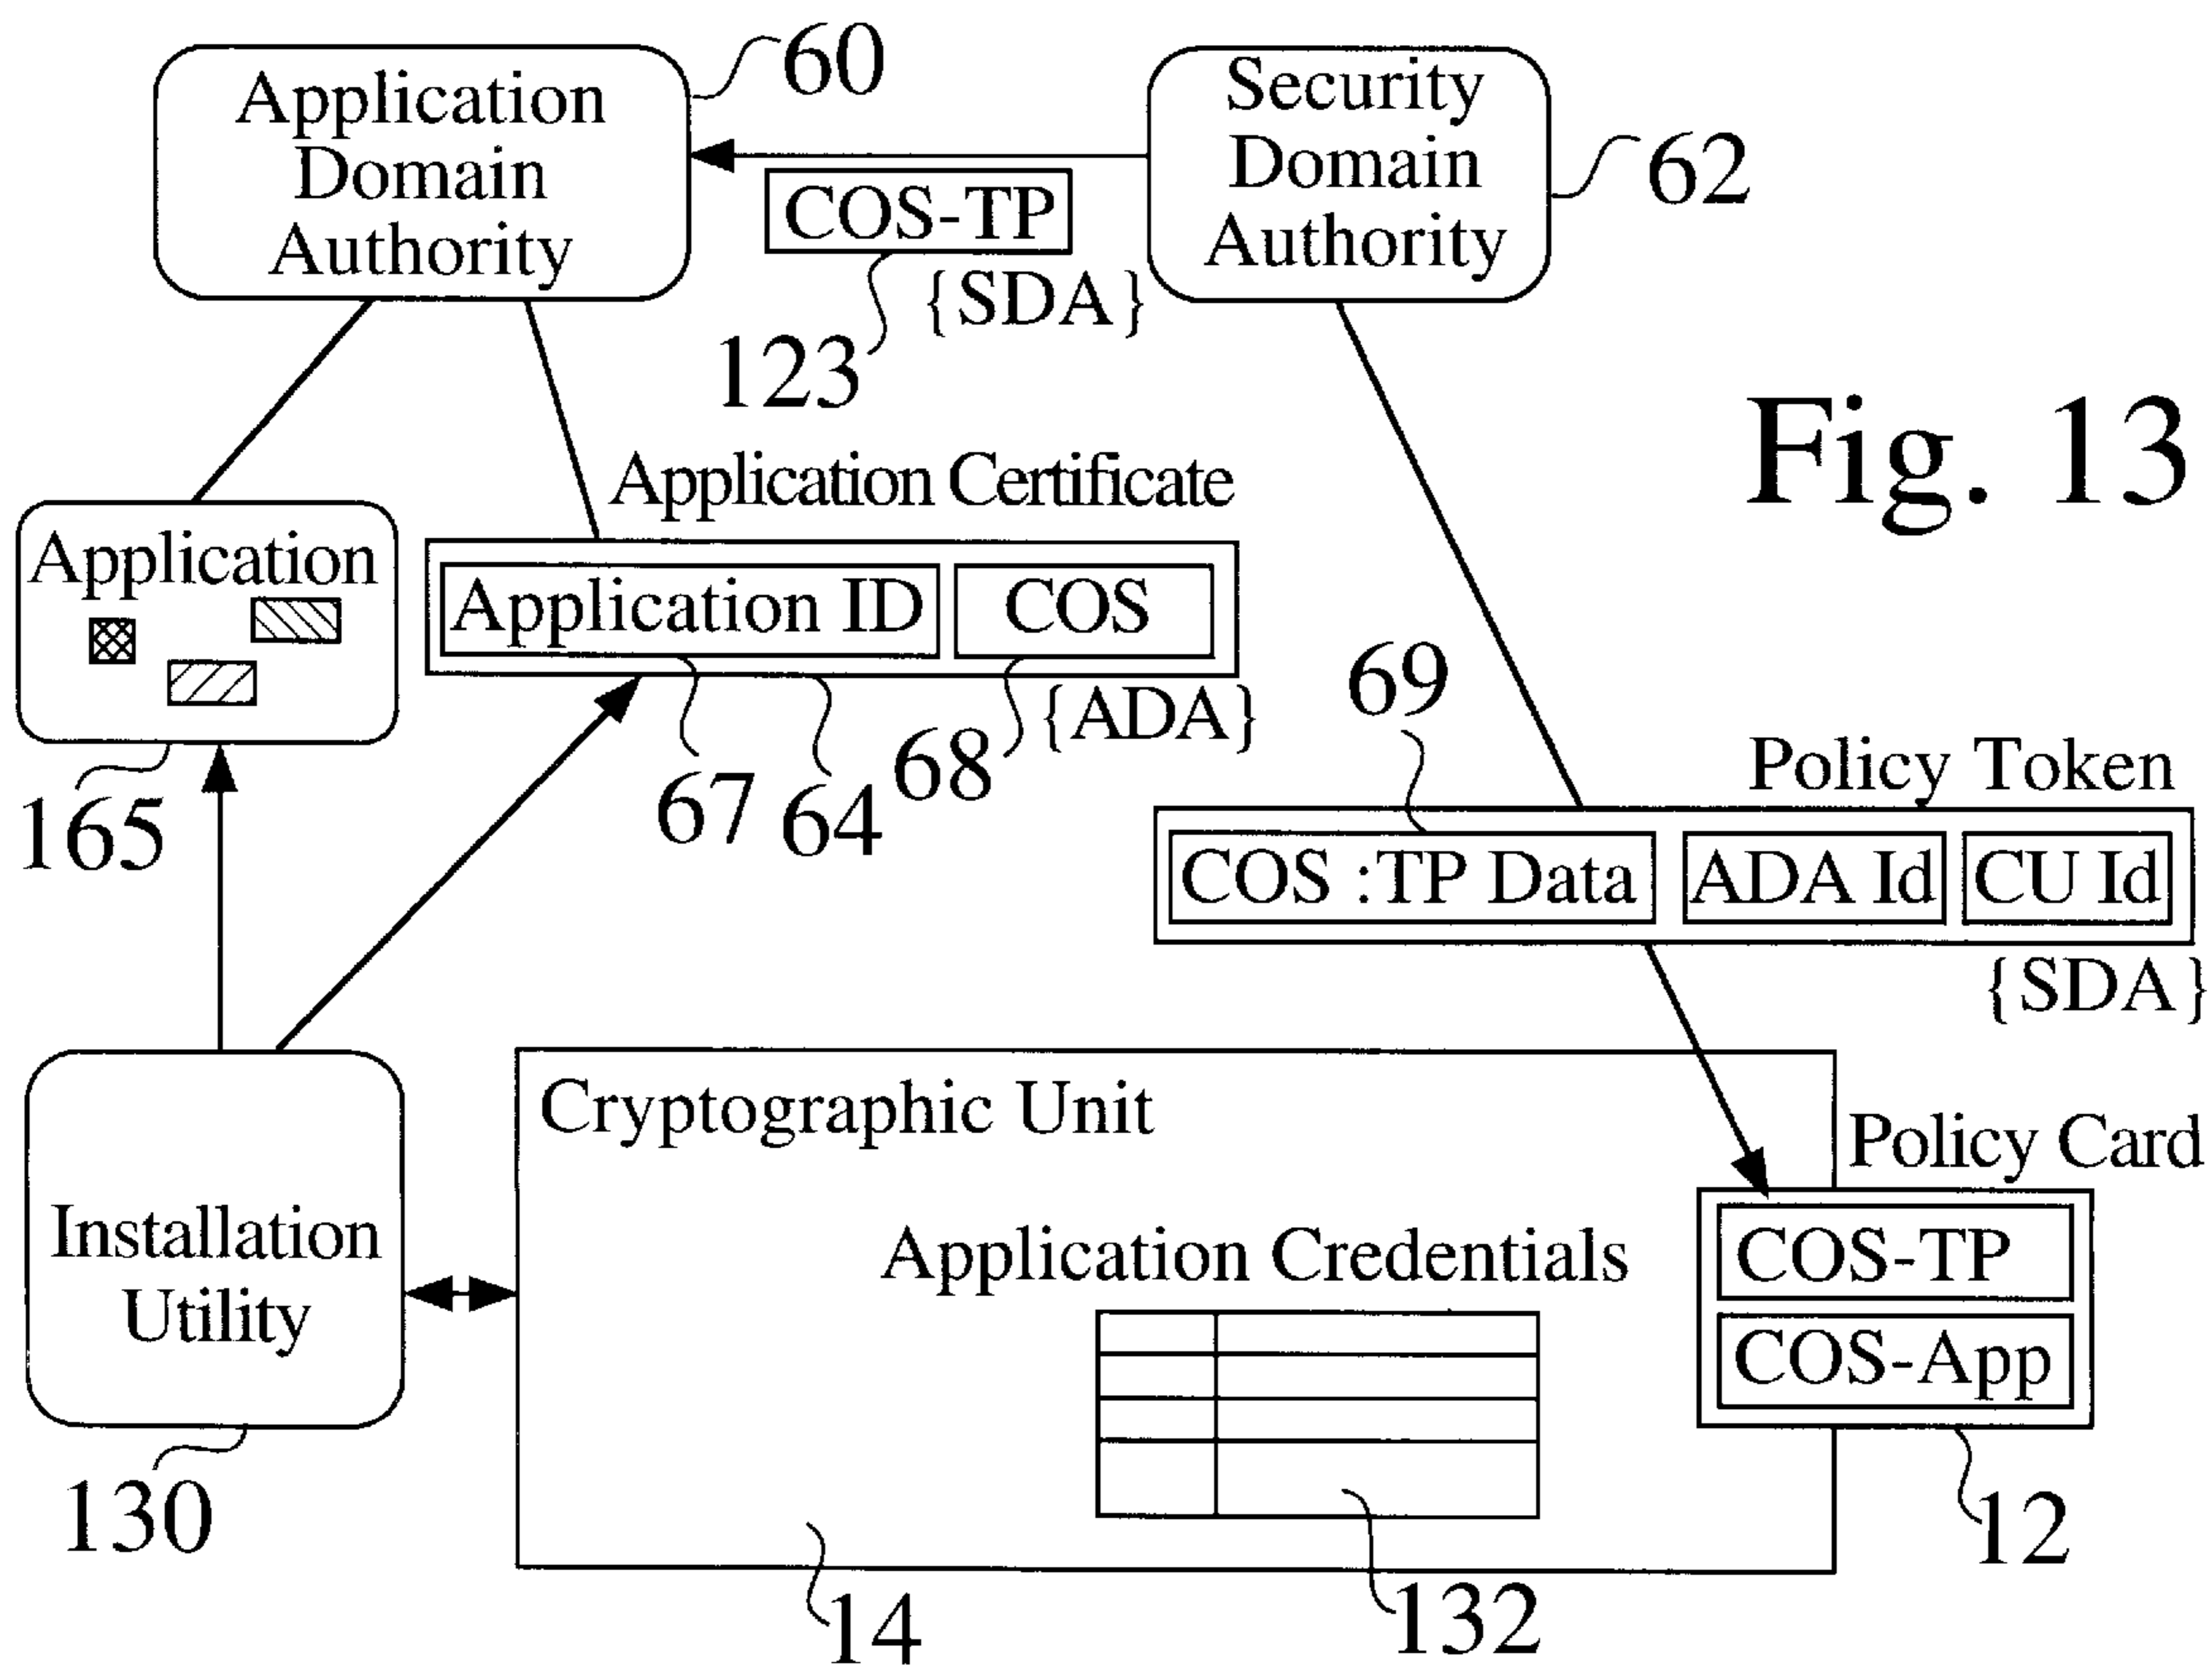 Application
Domain
Authority
60
Security
Domain
Authority
62
COS-TP
{SDA}
123
Fig. 13
Application Certificate
Application
Application ID
COS
{ADA}
165
67
64
68
69
Policy Token
COS :TP Data
ADA Id
CU Id
{SDA}
Installation
Utility
130
Cryptographic Unit
Application Credentials
Policy Card
COS-TP
COS-App
12
14
132